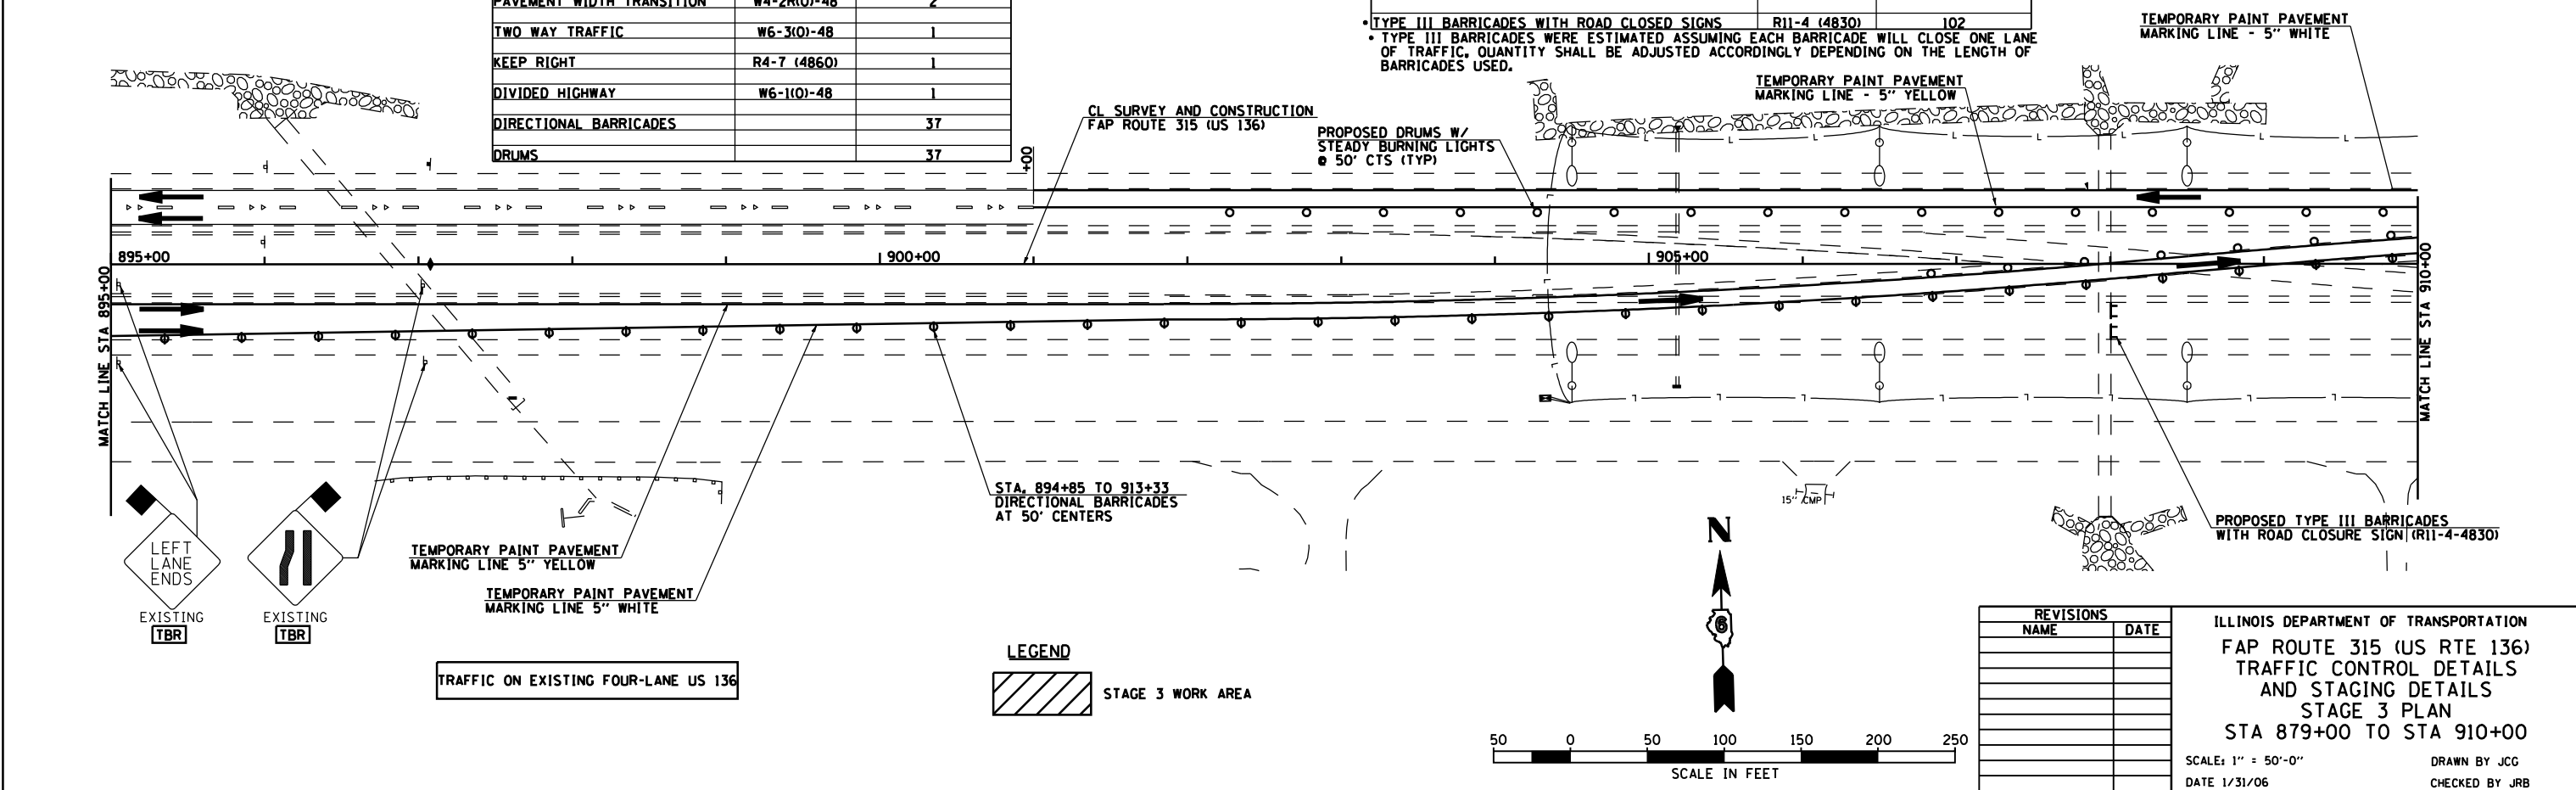 PAVEMENT WIDTH TRANSITION W4-2R(O)-48 2
TWO WAY TRAFFIC W6-3(O)-48 1
KEEP RIGHT R4-7 (4860) 1
DIVIDED HIGHWAY W6-1(O)-48 1
DIRECTIONAL BARRICADES 37
DRUMS 37
•TYPE III BARRICADES WITH ROAD CLOSED SIGNS R11-4 (4830) 102
• TYPE III BARRICADES WERE ESTIMATED ASSUMING EACH BARRICADE WILL CLOSE ONE LANE
OF TRAFFIC. QUANTITY SHALL BE ADJUSTED ACCORDINGLY DEPENDING ON THE LENGTH OF
BARRICADES USED.
TEMPORARY PAINT PAVEMENT
MARKING LINE - 5" WHITE
TEMPORARY PAINT PAVEMENT
MARKING LINE - 5" YELLOW
CL SURVEY AND CONSTRUCTION
FAP ROUTE 315 (US 136)
PROPOSED DRUMS W/
STEADY BURNING LIGHTS
@ 50' CTS (TYP)
+00
895+00
900+00
905+00
MATCH LINE STA 895+00
MATCH LINE STA 910+00
STA. 894+85 TO 913+33
DIRECTIONAL BARRICADES
AT 50' CENTERS
15" CMP
PROPOSED TYPE III BARRICADES
WITH ROAD CLOSURE SIGN (R11-4-4830)
LEFT
LANE
ENDS
EXISTING
TBR
EXISTING
TBR
TEMPORARY PAINT PAVEMENT
MARKING LINE 5" YELLOW
TEMPORARY PAINT PAVEMENT
MARKING LINE 5" WHITE
TRAFFIC ON EXISTING FOUR-LANE US 136
LEGEND
STAGE 3 WORK AREA
N
6
50 0 50 100 150 200 250
SCALE IN FEET
REVISIONS
NAME DATE
ILLINOIS DEPARTMENT OF TRANSPORTATION
FAP ROUTE 315 (US RTE 136)
TRAFFIC CONTROL DETAILS
AND STAGING DETAILS
STAGE 3 PLAN
STA 879+00 TO STA 910+00
SCALE: 1" = 50'-0" DRAWN BY JCG
DATE 1/31/06 CHECKED BY JRB